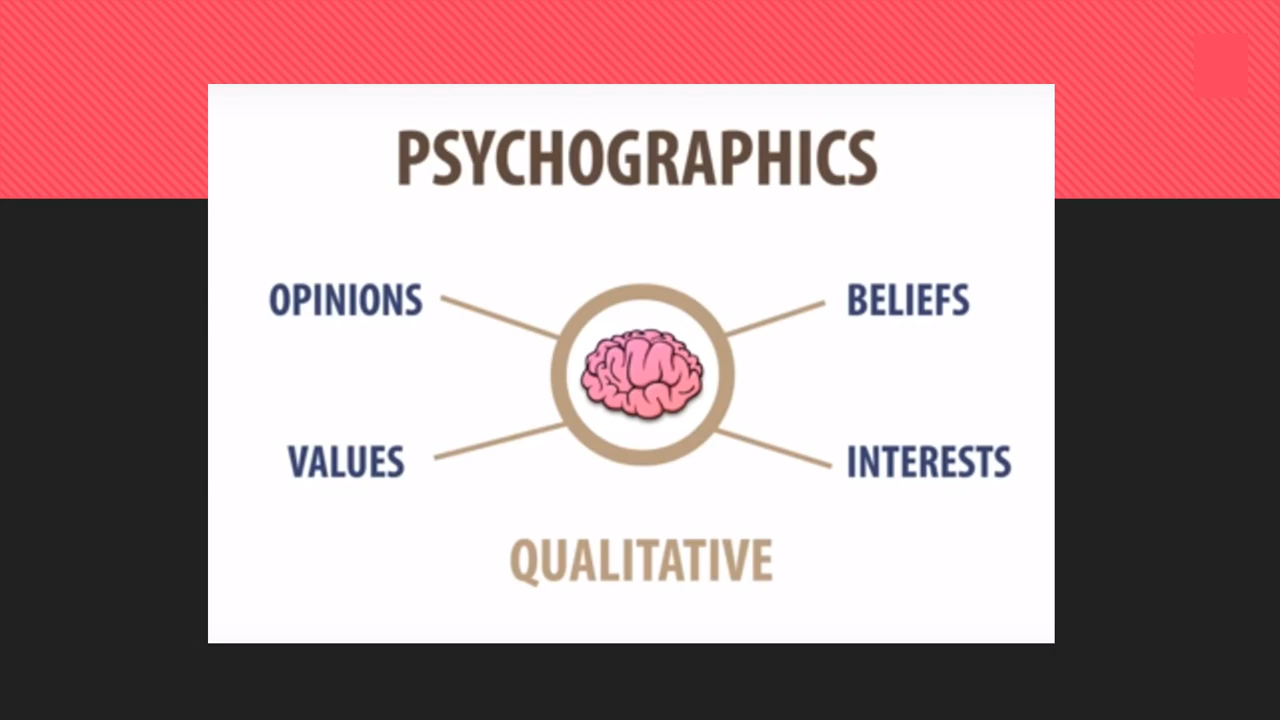 PSYCHOGRAPHICS
OPINIONS
BELIEFS
VALUES
INTERESTS
QUALITATIVE